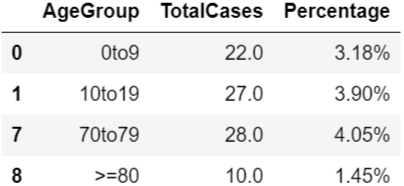 AgeGroup TotalCases Percentage
0 0to9 22.0 3.18%
1 10to19 27.0 3.90%
7 70to79 28.0 4.05%
8 >=80 10.0 1.45%